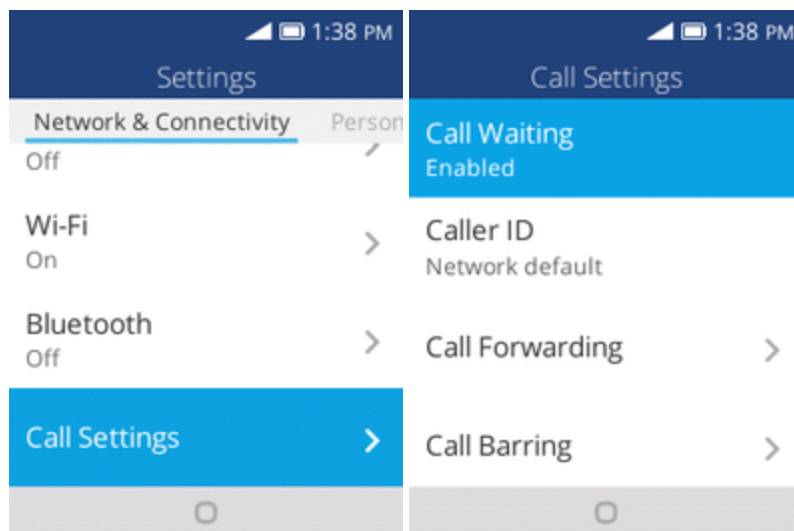 1:38 PM
Settings
Network & Connectivity Person
Off
Wi-Fi
On
Bluetooth
Off
Call Settings
1:38 PM
Call Settings
Call Waiting
Enabled
Caller ID
Network default
Call Forwarding
Call Barring